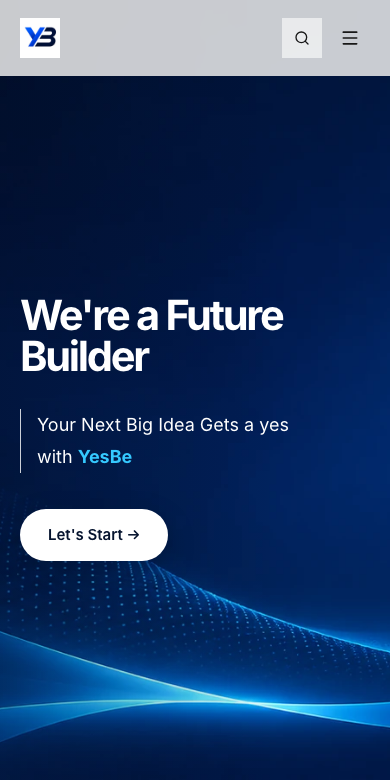 YB
We're a Future
Builder
Your Next Big Idea Gets a yes
with YesBe
Let's Start →